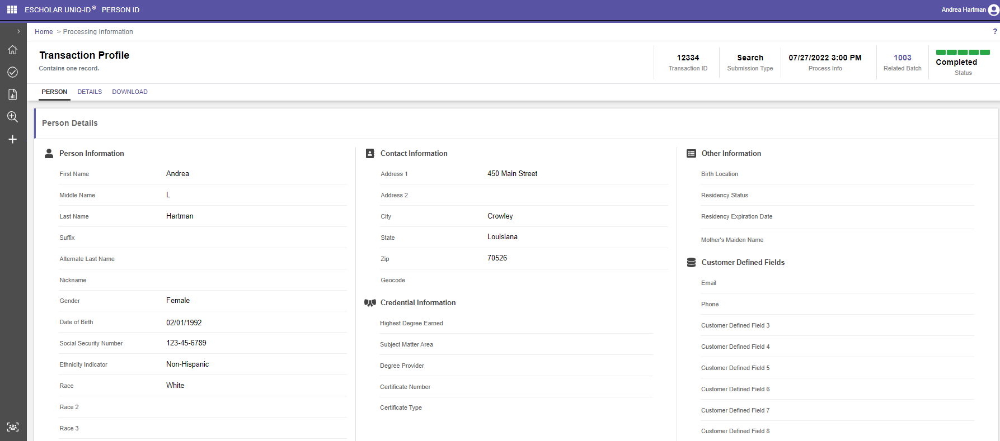 ESCHOLAR UNIQ-ID® PERSON ID
Andrea Hartman
Home > Processing Information
?
Transaction Profile
Contains one record.
12334
Transaction ID
Search
Submission Type
07/27/2022 3:00 PM
Process Info
1003
Related Batch
Completed
Status
PERSON DETAILS DOWNLOAD
Person Details
Person Information
First Name Andrea
Middle Name L
Last Name Hartman
Suffix
Alternate Last Name
Nickname
Gender Female
Date of Birth 02/01/1992
Social Security Number 123-45-6789
Ethnicity Indicator Non-Hispanic
Race White
Race 2
Race 3
Contact Information
Address 1 450 Main Street
Address 2
City Crowley
State Louisiana
Zip 70526
Geocode
Credential Information
Highest Degree Earned
Subject Matter Area
Degree Provider
Certificate Number
Certificate Type
Other Information
Birth Location
Residency Status
Residency Expiration Date
Mother's Maiden Name
Customer Defined Fields
Email
Phone
Customer Defined Field 3
Customer Defined Field 4
Customer Defined Field 5
Customer Defined Field 6
Customer Defined Field 7
Customer Defined Field 8